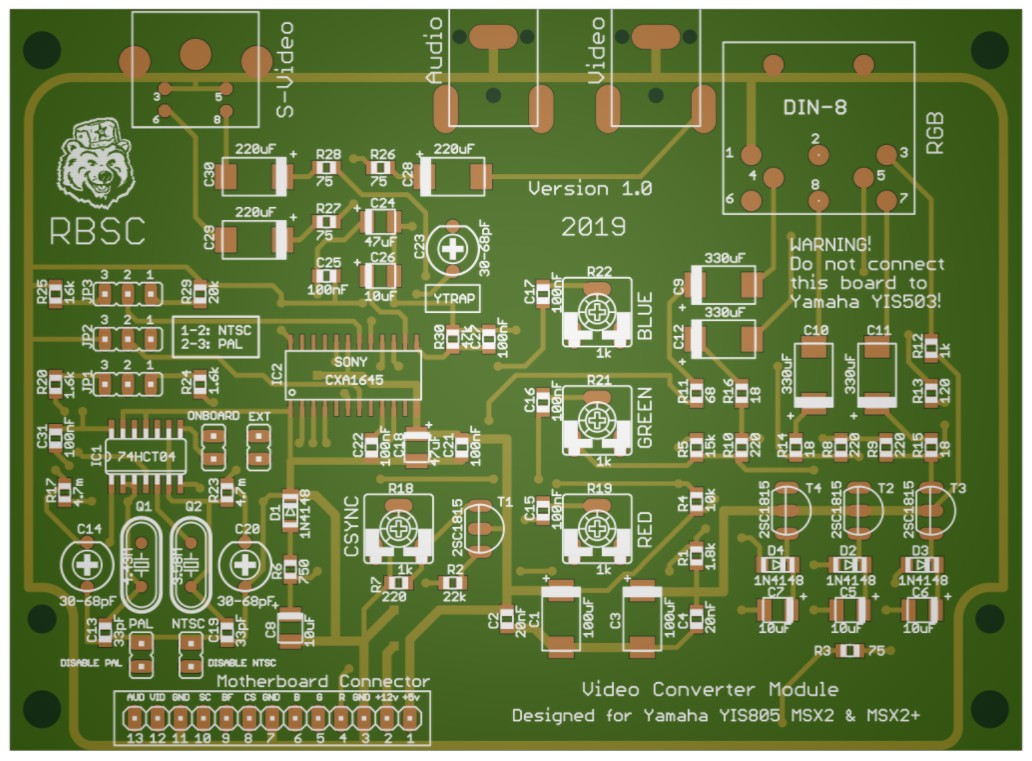 S-Video
Audio
Video
DIN-8
RGB
3 5
6 8
2
1 3
4 5
8
6 7
RBSC
220uF
C30
+
R28
75
R26
75
220uF
C28
+
Version 1.0
2019
220uF
C29
+
R27
75
C24
47uF
+
C25
100nF
C26
10uF
+
C23
30-68pF
YTRAP
WARNING!
Do not connect
this board to
Yamaha YIS503!
R25
1.6k
JP3
3 2 1
R29
20k
JP2
3 2 1
1-2: NTSC
2-3: PAL
R20
1.6k
JP1
3 2 1
R24
1.6k
IC2
SONY
CXA1645
R30
47k
C27
100nF
C17
100nF
R22
1k
BLUE
C9
330uF
+
C12
330uF
+
C10
330uF
+
C11
330uF
+
R12
1k
R13
120
R11
68
R16
18
C16
100nF
R21
1k
GREEN
R5
15k
R10
220
R14
18
R8
220
R9
220
R15
18
C31
100nF
IC1
74HCT04
ONBOARD EXT
C22
100nF
C18
47uF
+
C21
100nF
R17
4.7m
R23
4.7m
Q1
Q2
C14
30-68pF
C20
30-68pF
D1
1N4148
R6
750
CSYNC
R18
1k
2SC1815
T1
C15
100nF
R19
1k
RED
R4
10k
R1
1.8k
2SC1815
T4
2SC1815
T2
2SC1815
T3
D4
1N4148
D2
1N4148
D3
1N4148
C7
10uF
+
C5
10uF
+
C6
10uF
+
R7
220
R2
22k
C2
20nF
C1
100uF
+
C3
100uF
+
C4
20nF
R3 75
C13
33pF
PAL
NTSC
C19
33pF
C8
10uF
+
DISABLE PAL
DISABLE NTSC
Motherboard Connector
AUD VID GND SC BF CS GND B G R GND +12v +5v
13 12 11 10 9 8 7 6 5 4 3 2 1
Video Converter Module
Designed for Yamaha YIS805 MSX2 & MSX2+